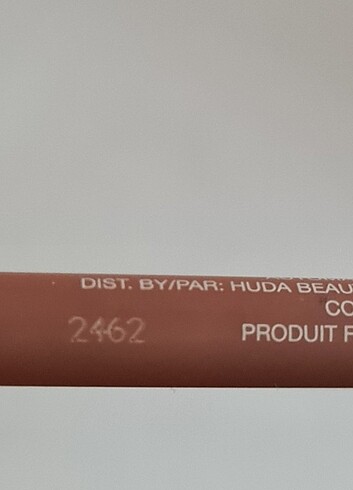 DIST. BY/PAR: HUDA BEAU
CO
2462
PRODUIT F